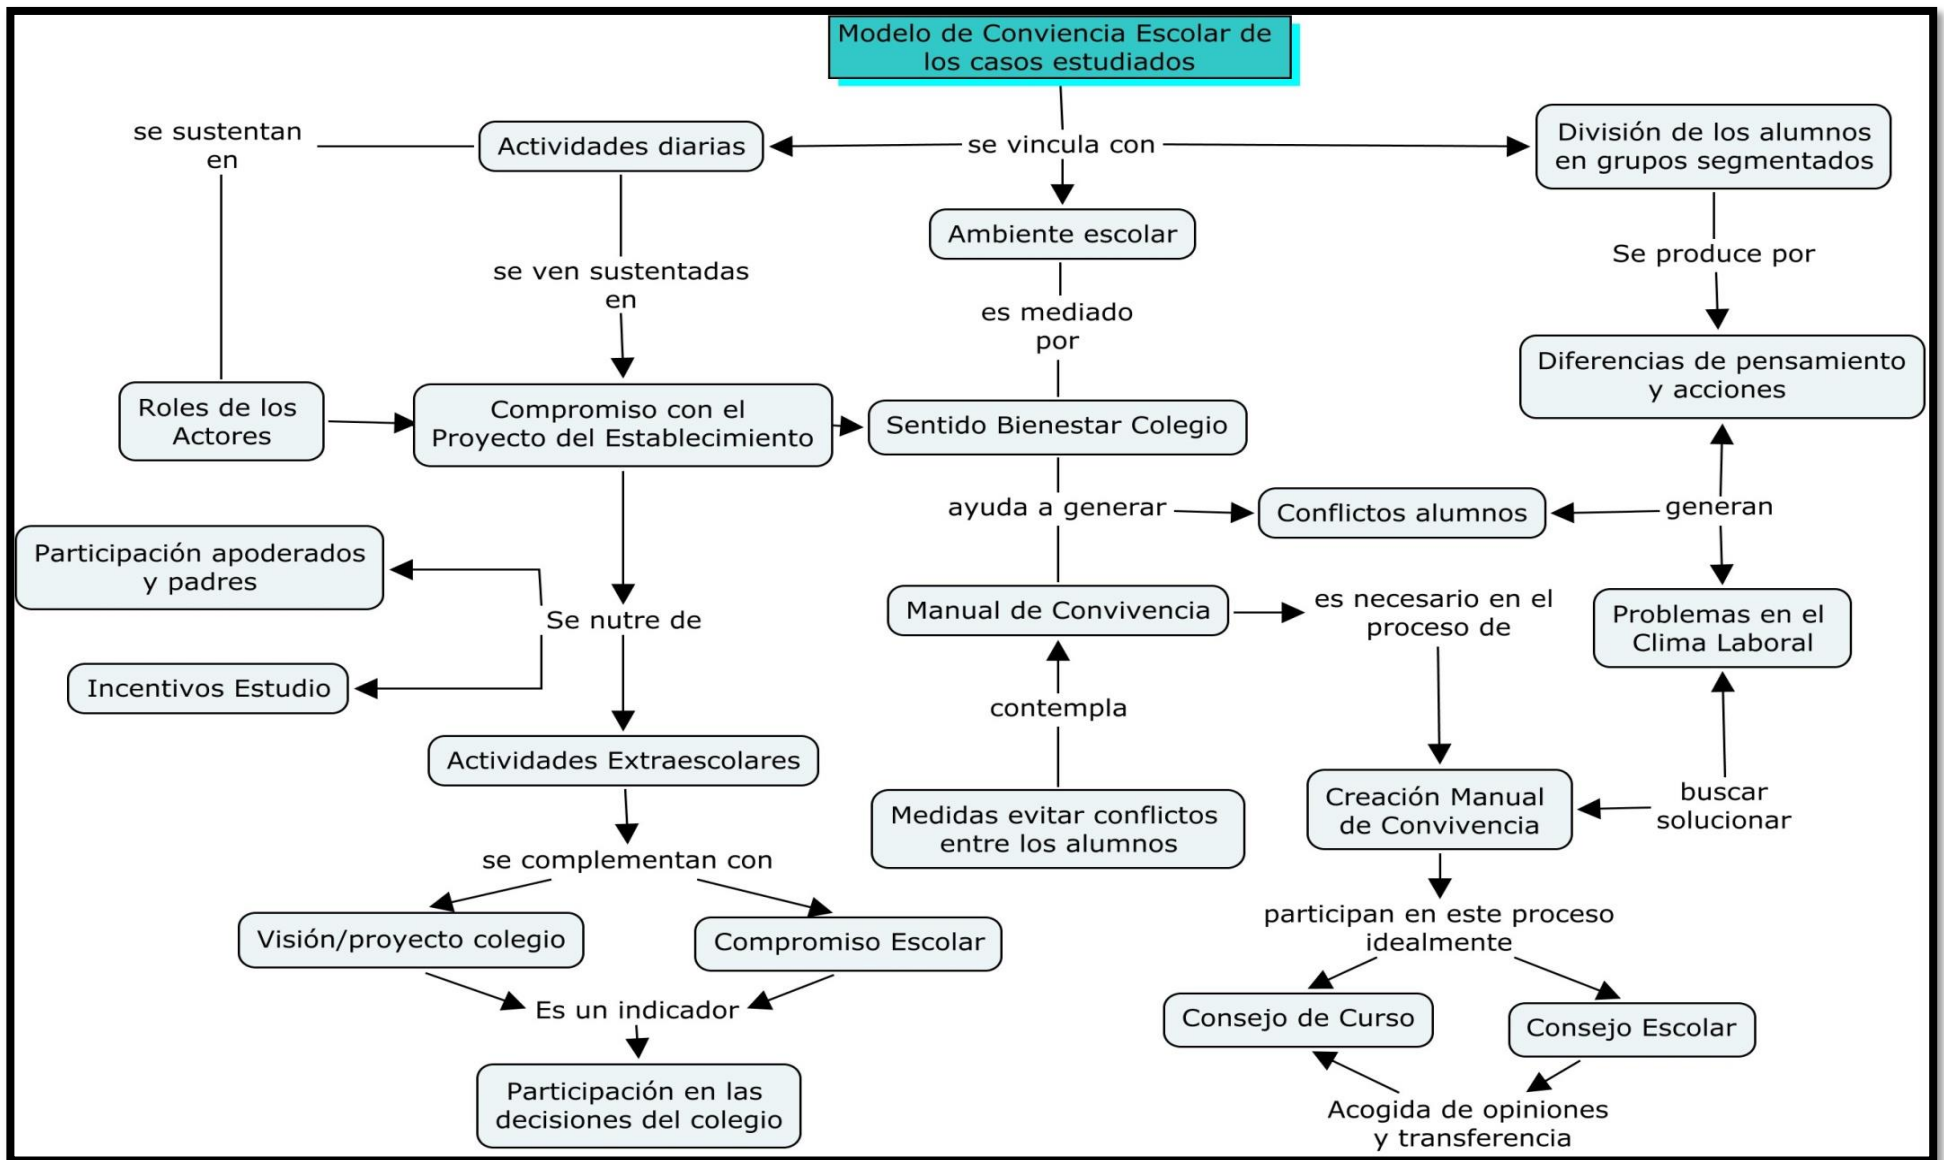 Modelo de Conviencia Escolar de
los casos estudiados
se sustentan
en
Actividades diarias
se vincula con
División de los alumnos
en grupos segmentados
Ambiente escolar
se ven sustentadas
en
es mediado
por
Se produce por
Roles de los
Actores
Compromiso con el
Proyecto del Establecimiento
Sentido Bienestar Colegio
Diferencias de pensamiento
y acciones
ayuda a generar
Conflictos alumnos
generan
Participación apoderados
y padres
Se nutre de
Manual de Convivencia
es necesario en el
proceso de
Problemas en el
Clima Laboral
Incentivos Estudio
contempla
Actividades Extraescolares
Medidas evitar conflictos
entre los alumnos
Creación Manual
de Convivencia
buscar
solucionar
se complementan con
Visión/proyecto colegio
Compromiso Escolar
participan en este proceso
idealmente
Es un indicador
Consejo de Curso
Consejo Escolar
Participación en las
decisiones del colegio
Acogida de opiniones
y transferencia